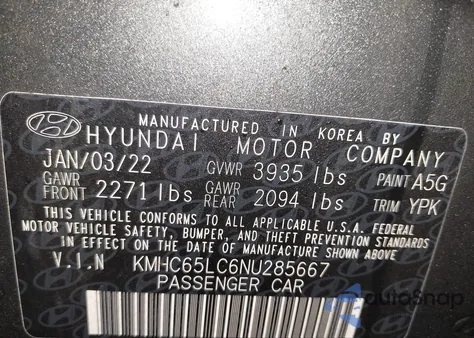 MANUFACTURED IN KOREA BY
HYUNDAI MOTOR COMPANY
JAN/03/22 GVWR 3935 lbs PAINT A5G
GAWR FRONT 2271 lbs GAWR REAR 2094 lbs TRIM YPK
THIS VEHICLE CONFORMS TO ALL APPLICABLE U.S.A. FEDERAL
MOTOR VEHICLE SAFETY, BUMPER, AND THEFT PREVENTION STANDARDS
IN EFFECT ON THE DATE OF MANUFACTURE SHOWN ABOVE.
V.I.N KMHC65LC6NU285667
PASSENGER CAR
AutoSnap